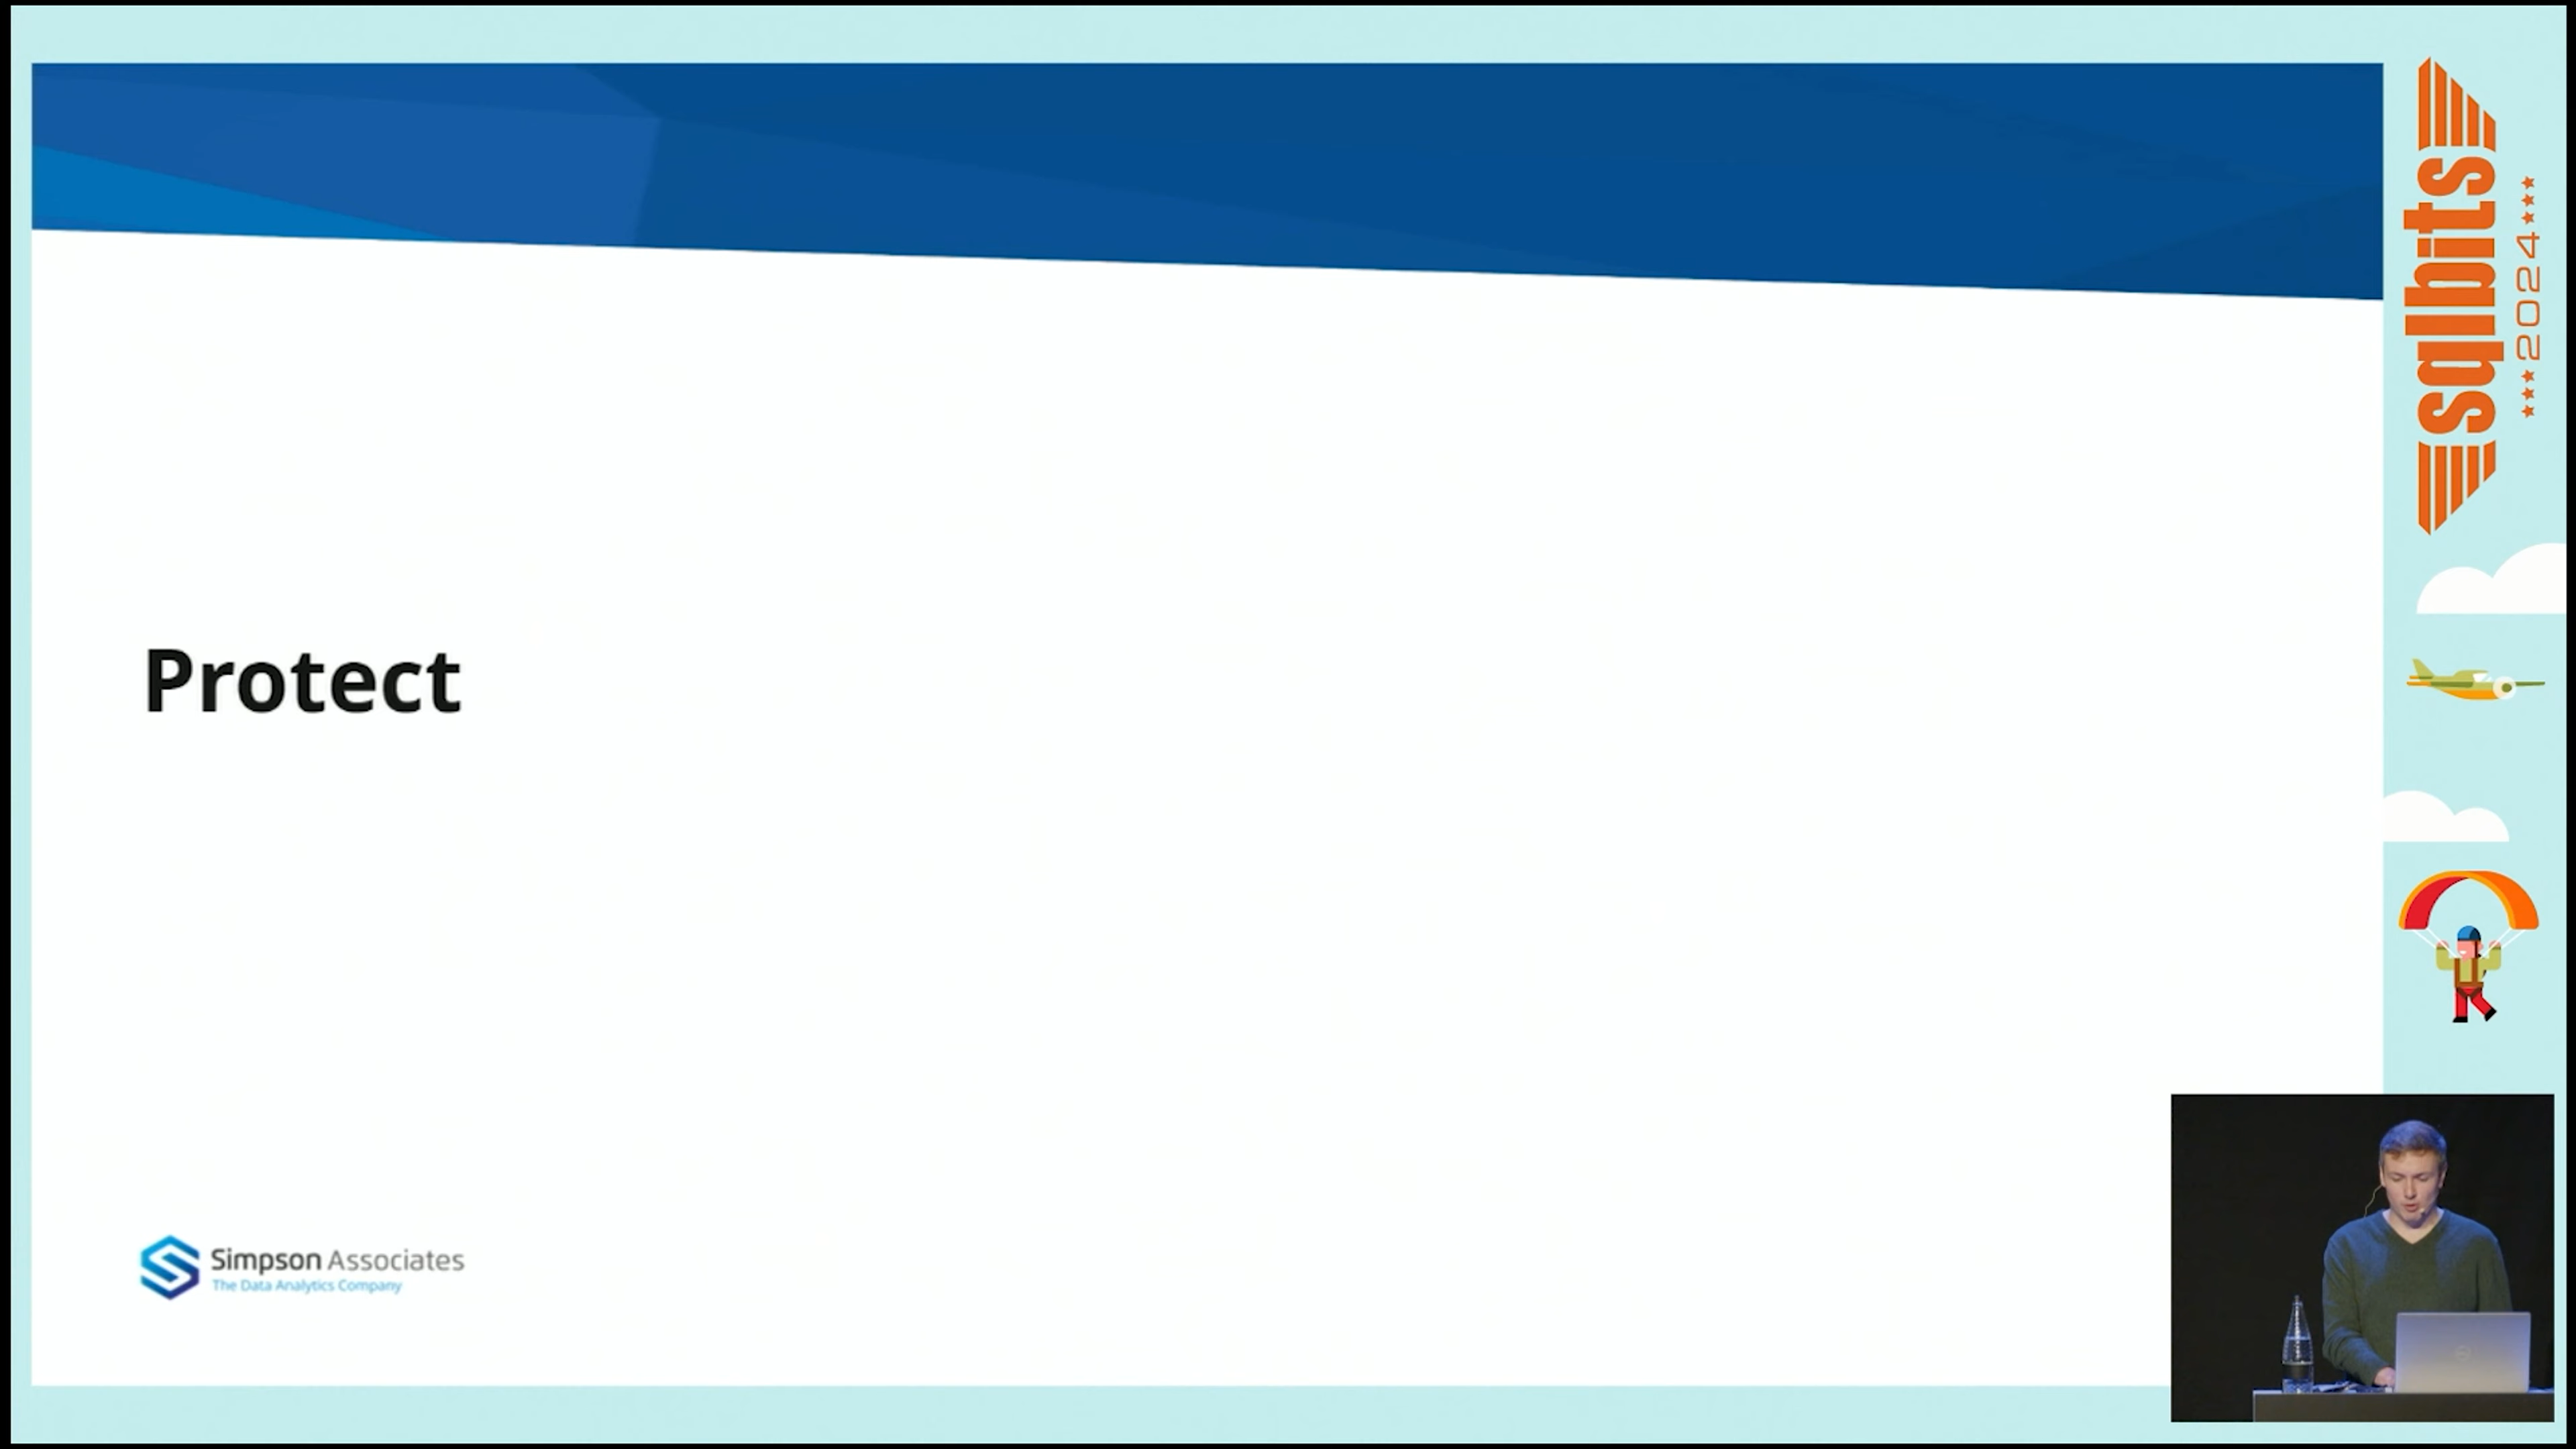 Protect
Simpson Associates
The Data Analytics Company
sqlbits
2024